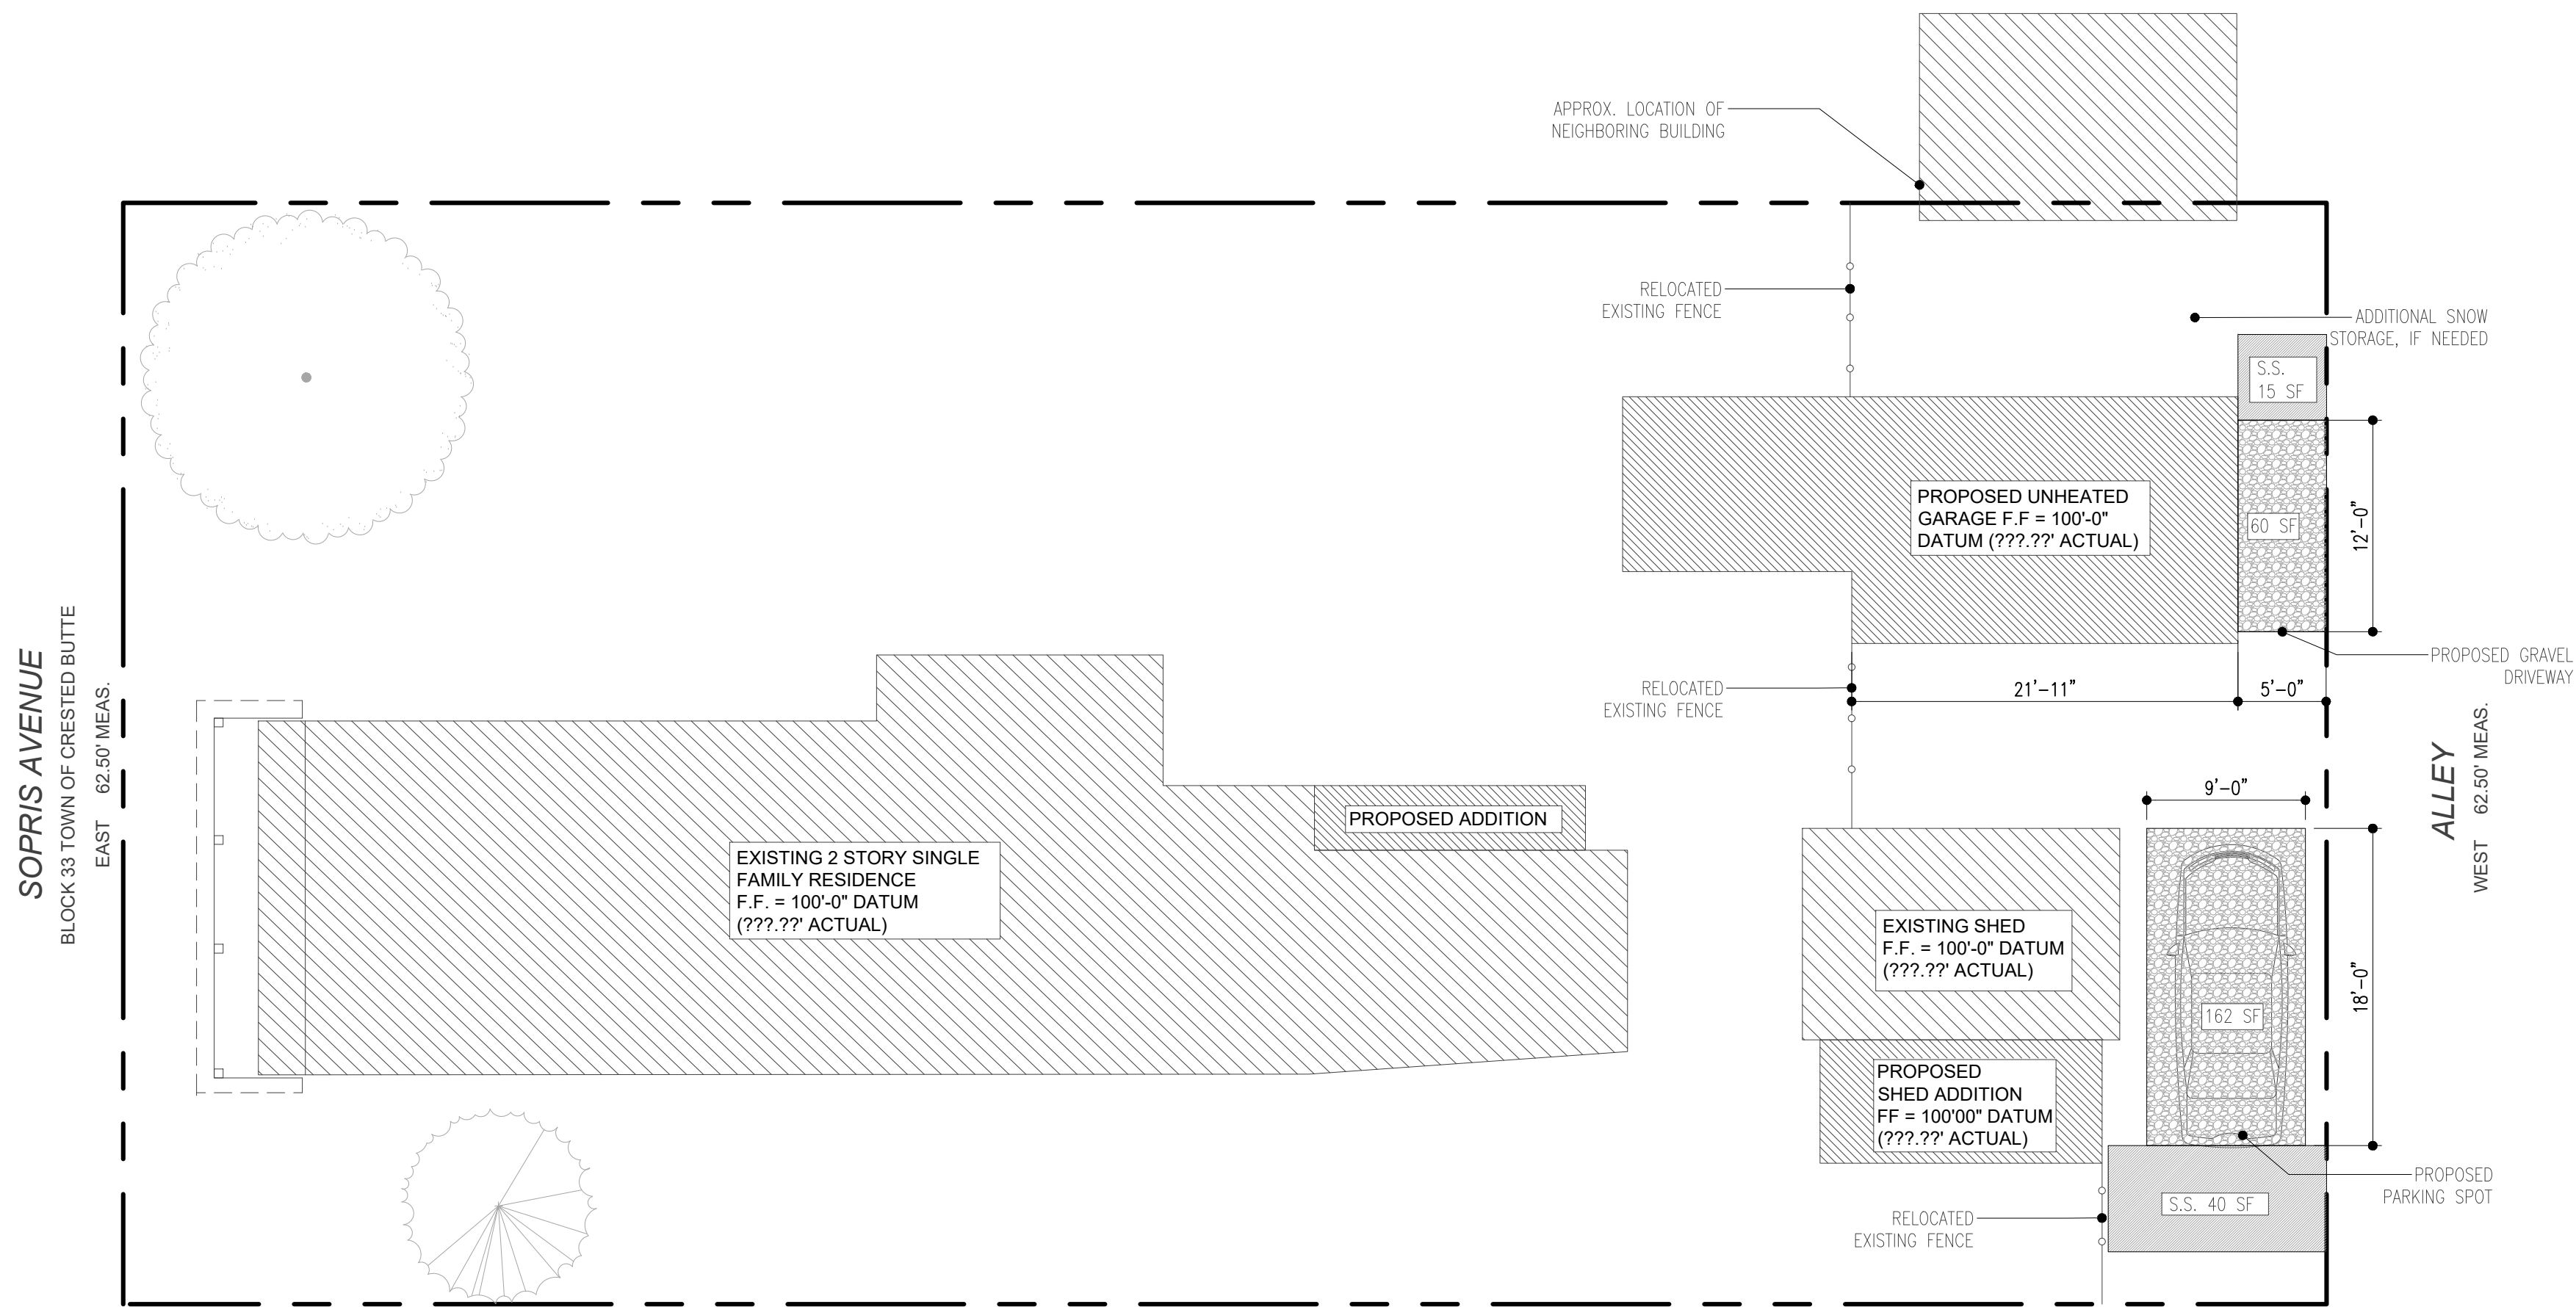 APPROX. LOCATION OF
NEIGHBORING BUILDING
RELOCATED
EXISTING FENCE
ADDITIONAL SNOW
STORAGE, IF NEEDED
S.S.
15 SF
PROPOSED UNHEATED
GARAGE F.F = 100'-0"
DATUM (???.??' ACTUAL)
60 SF
12'-0"
PROPOSED GRAVEL
DRIVEWAY
RELOCATED
EXISTING FENCE
21'-11"
5'-0"
SOPRIS AVENUE
BLOCK 33 TOWN OF CRESTED BUTTE
EAST 62.50' MEAS.
PROPOSED ADDITION
EXISTING 2 STORY SINGLE
FAMILY RESIDENCE
F.F. = 100'-0" DATUM
(???.??' ACTUAL)
9'-0"
ALLEY
WEST 62.50' MEAS.
EXISTING SHED
F.F. = 100'-0" DATUM
(???.??' ACTUAL)
162 SF
18'-0"
PROPOSED
SHED ADDITION
FF = 100'00" DATUM
(???.??' ACTUAL)
PROPOSED
PARKING SPOT
S.S. 40 SF
RELOCATED
EXISTING FENCE